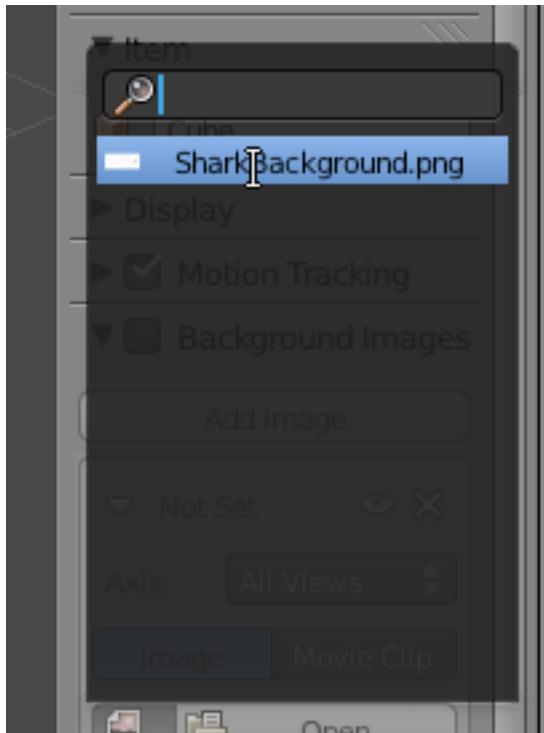 Item
Cube
SharkBackground.png
Display
Motion Tracking
Background Images
Add Image
Not Set
Axis: All Views
Image Movie Clip
Open